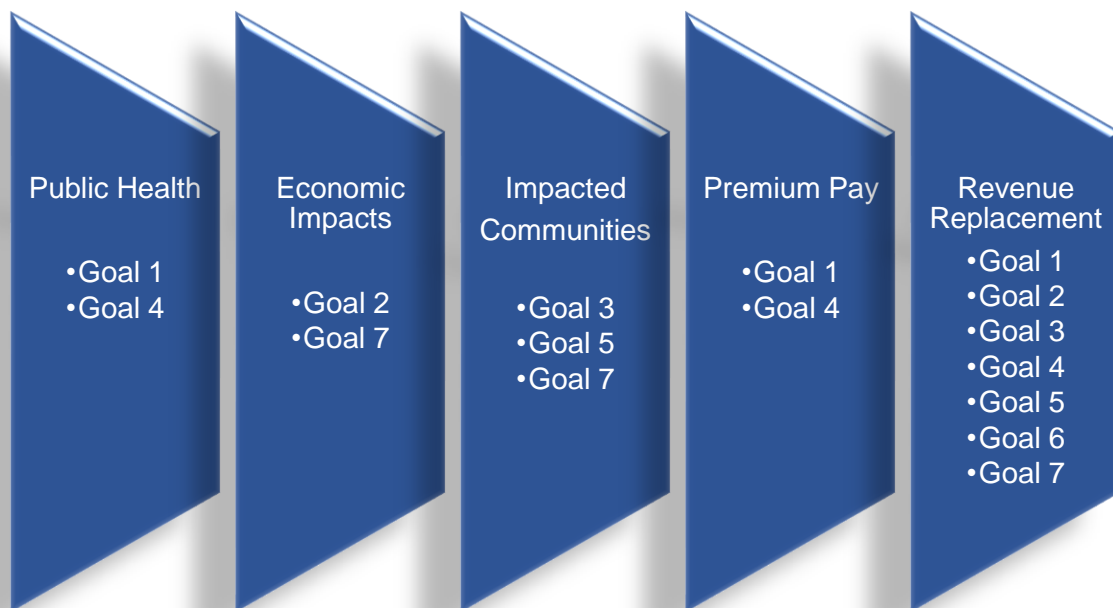 Public Health
•Goal 1
•Goal 4
Economic
Impacts
•Goal 2
•Goal 7
Impacted
Communities
•Goal 3
•Goal 5
•Goal 7
Premium Pay
•Goal 1
•Goal 4
Revenue
Replacement
•Goal 1
•Goal 2
•Goal 3
•Goal 4
•Goal 5
•Goal 6
•Goal 7